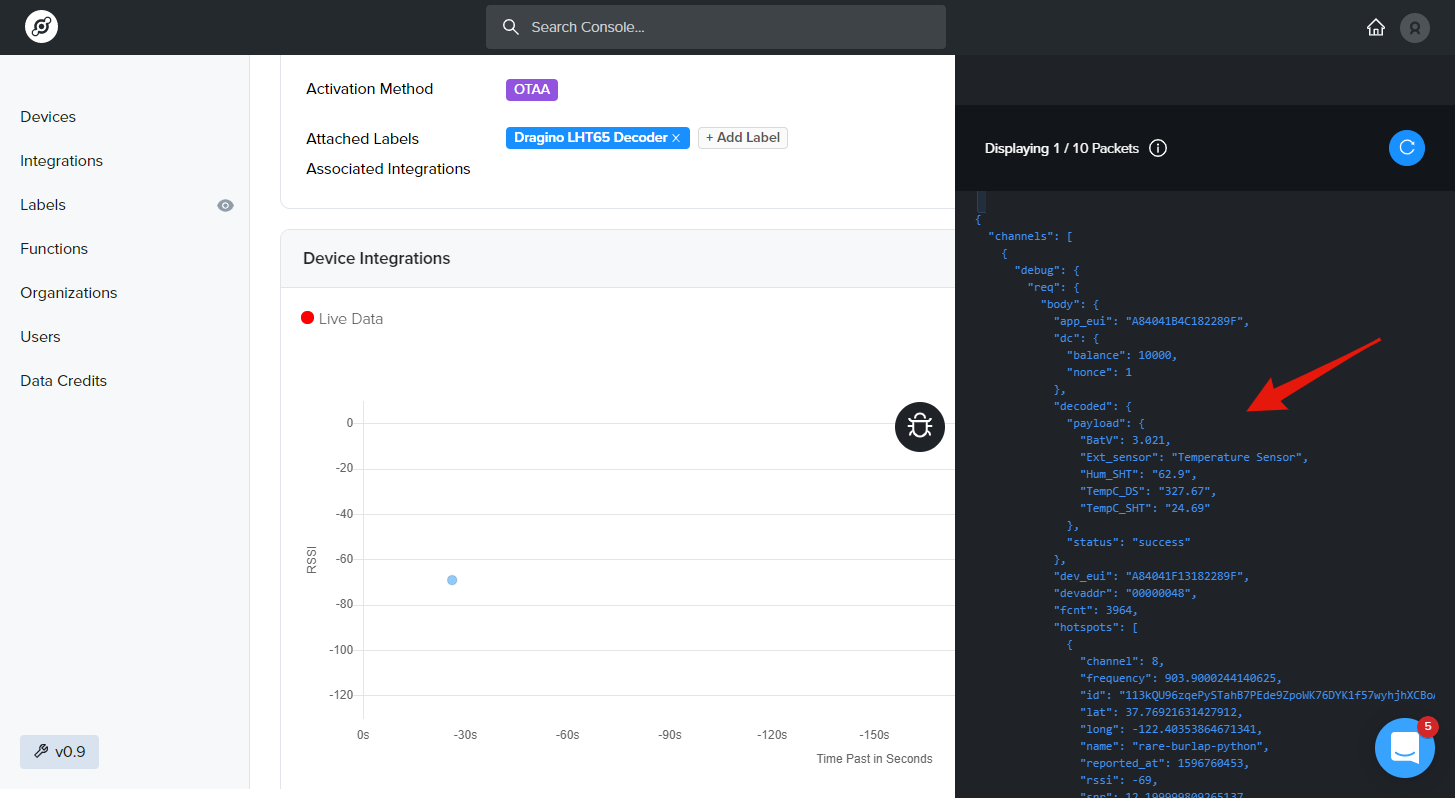 Search Console...
Devices
Integrations
Labels
Functions
Organizations
Users
Data Credits
v0.9
Activation Method
OTAA
Attached Labels
Dragino LHT65 Decoder ×
+ Add Label
Associated Integrations
Device Integrations
Live Data
RSSI
0
-20
-40
-60
-80
-100
-120
0s
-30s
-60s
-90s
-120s
-150s
Time Past in Seconds
Displaying 1 / 10 Packets
{
"channels": [
{
"debug": {
"req": {
"body": {
"app_eui": "A84041B4C182289F",
"dc": {
"balance": 10000,
"nonce": 1
},
"decoded": {
"payload": {
"BatV": 3.021,
"Ext_sensor": "Temperature Sensor",
"Hum_SHT": "62.9",
"TempC_DS": "327.67",
"TempC_SHT": "24.69"
},
"status": "success"
},
"dev_eui": "A84041F13182289F",
"devaddr": "00000048",
"fcnt": 3964,
"hotspots": [
{
"channel": 8,
"frequency": 903.9000244140625,
"id": "113kQU96zqePySTahB7PEde9ZpoWK76DYK1f57wyhjhXCBo
"lat": 37.76921631427912,
"long": -122.40353864671341,
"name": "rare-burlap-python",
"reported_at": 1596760453,
"rssi": -69,
"snr": 12.199999809265137
5